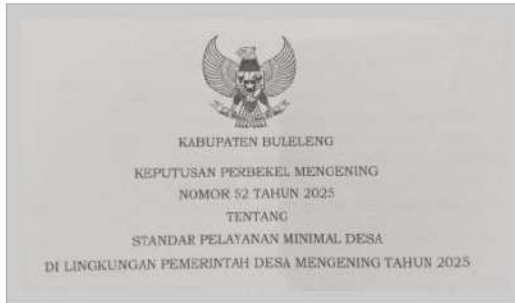 KABUPATEN BULELENG
KEPUTUSAN PERBEKEL MENGENING
NOMOR 52 TAHUN 2025
TENTANG
STANDAR PELAYANAN MINIMAL DESA
DI LINGKUNGAN PEMERINTAH DESA MENGENING TAHUN 2025